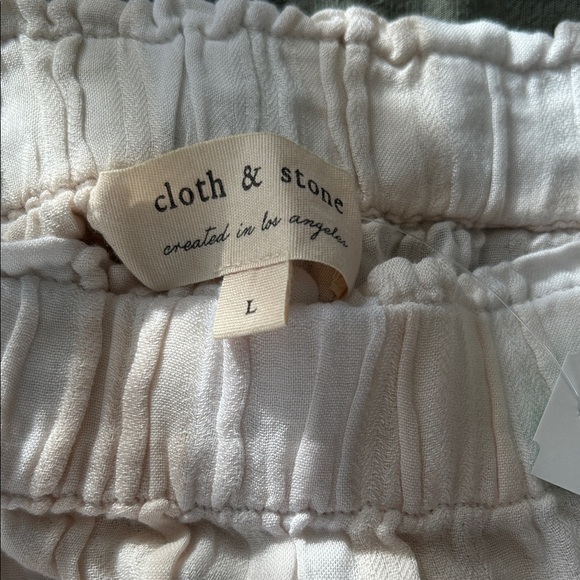 cloth & stone
created in los angeles
L